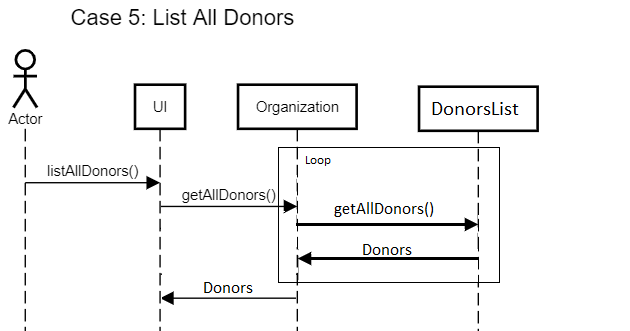 Case 5: List All Donors
Actor
UI
Organization
DonorsList
Loop
listAllDonors()
getAllDonors()
getAllDonors()
Donors
Donors